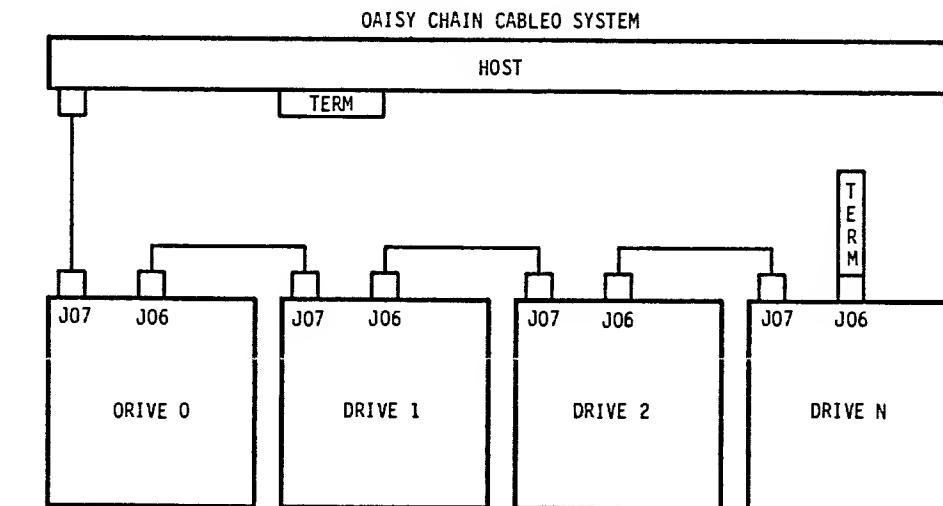 OAISY CHAIN CABLEO SYSTEM
HOST
TERM
TERM
J07 J06 J07 J06 J07 J06 J07 J06
ORIVE 0 DRIVE 1 DRIVE 2 DRIVE N